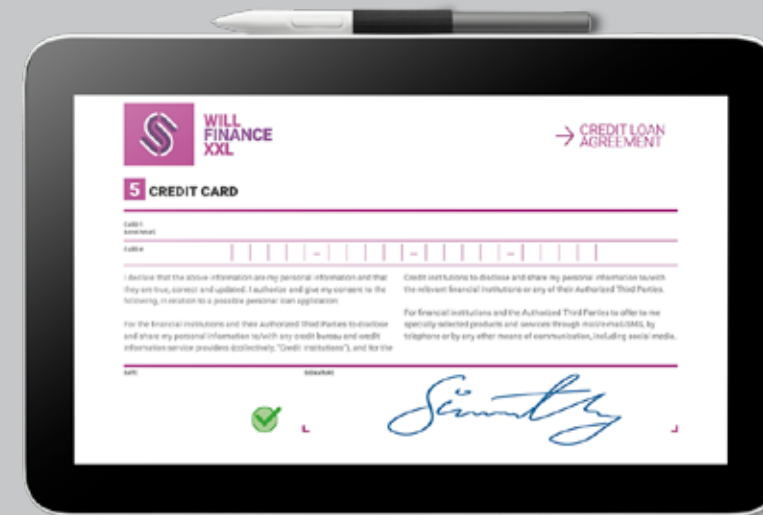 WILL
FINANCE
XXL
CREDIT LOAN
AGREEMENT
5 CREDIT CARD
I declare that the above information are my personal information and that
they are true, correct and updated. I authorize and give my consent to the
following, in relation to a possible personal loan application:
For the financial institutions and their Authorized Third Parties to disclose
and share my personal information to/with any credit bureau and credit
information service providers (collectively, "Credit institutions"), and for the
Credit institutions to disclose and share my personal information to/with
the relevant financial institutions or any of their Authorized Third Parties.
For financial institutions and the Authorized Third Parties to offer to me
specially selected products and services through mail/email/SMS, by
telephone or by any other means of communication, including social media.
DATE
SIGNATURE